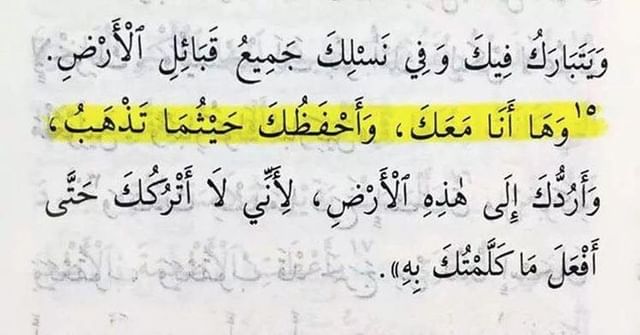 وَيَتَبَارَكُ فِيكَ وَفِي نَسْلِكَ جَمِيعُ قَبَائِلِ ٱلْأَرْضِ.
١٥ وَهَا أَنَا مَعَكَ، وَأَحْفَظُكَ حَيْثُمَا تَذْهَبُ،
وَأَرُدُّكَ إِلَى هٰذِهِ ٱلْأَرْضِ، لِأَنِّي لَا أَتْرُكُكَ حَتَّى
أَفْعَلَ مَا كَلَّمْتُكَ بِهِ».